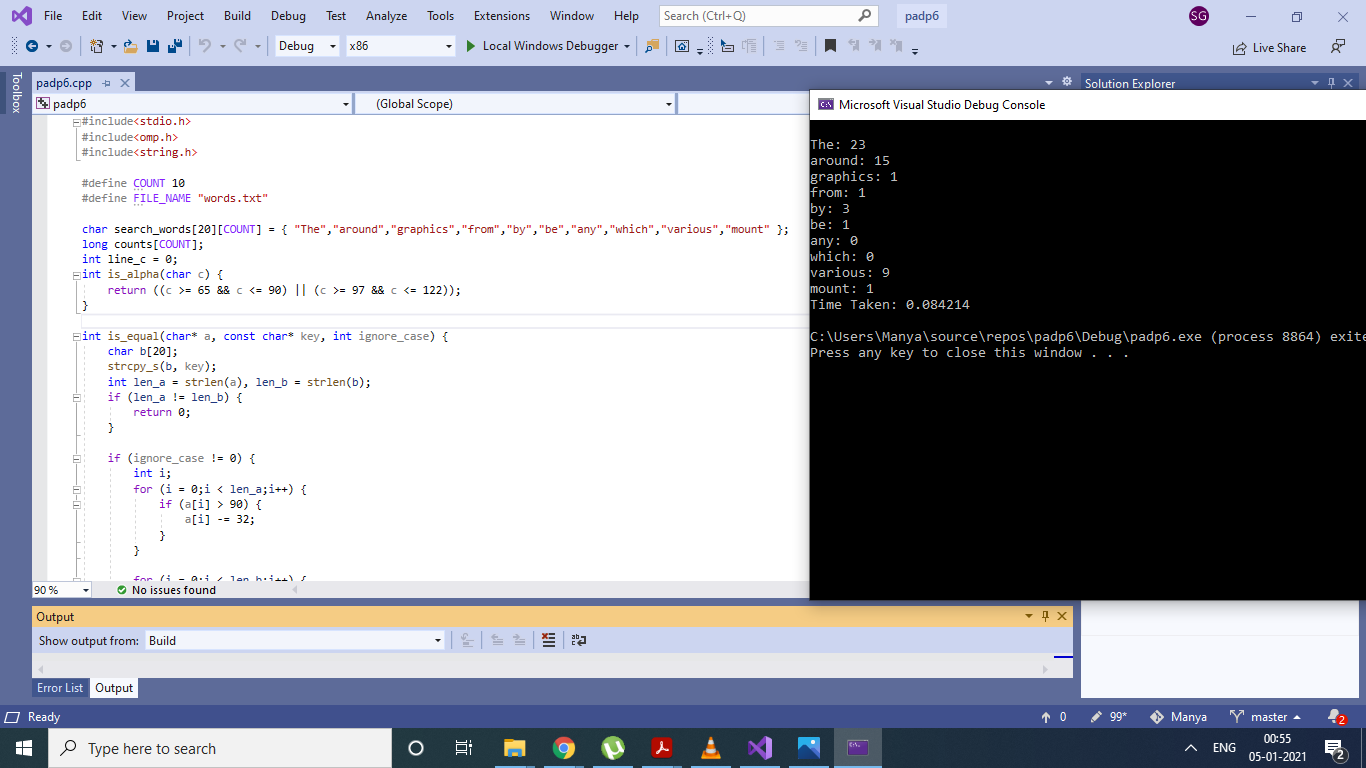 File Edit View Project Build Debug Test Analyze Tools Extensions Window Help Search (Ctrl+Q) padp6 SG
Debug x86 Local Windows Debugger Live Share
Toolbox
padp6.cpp
Solution Explorer
padp6 (Global Scope)
#include<stdio.h>
#include<omp.h>
#include<string.h>
#define COUNT 10
#define FILE_NAME "words.txt"
char search_words[20][COUNT] = { "The","around","graphics","from","by","be","any","which","various","mount" };
long counts[COUNT];
int line_c = 0;
int is_alpha(char c) {
return ((c >= 65 && c <= 90) || (c >= 97 && c <= 122));
}
int is_equal(char* a, const char* key, int ignore_case) {
char b[20];
strcpy_s(b, key);
int len_a = strlen(a), len_b = strlen(b);
if (len_a != len_b) {
return 0;
}
if (ignore_case != 0) {
int i;
for (i = 0;i < len_a;i++) {
if (a[i] > 90) {
a[i] -= 32;
}
}
for (i = 0;i < len_b;i++) {
90 % No issues found
Microsoft Visual Studio Debug Console
The: 23
around: 15
graphics: 1
from: 1
by: 3
be: 1
any: 0
which: 0
various: 9
mount: 1
Time Taken: 0.084214
C:\Users\Manya\source\repos\padp6\Debug\padp6.exe (process 8864) exite
Press any key to close this window . . .
Output
Show output from: Build
Error List Output
Ready 0 99* Manya master 2
Type here to search
ENG 00:55
05-01-2021
2